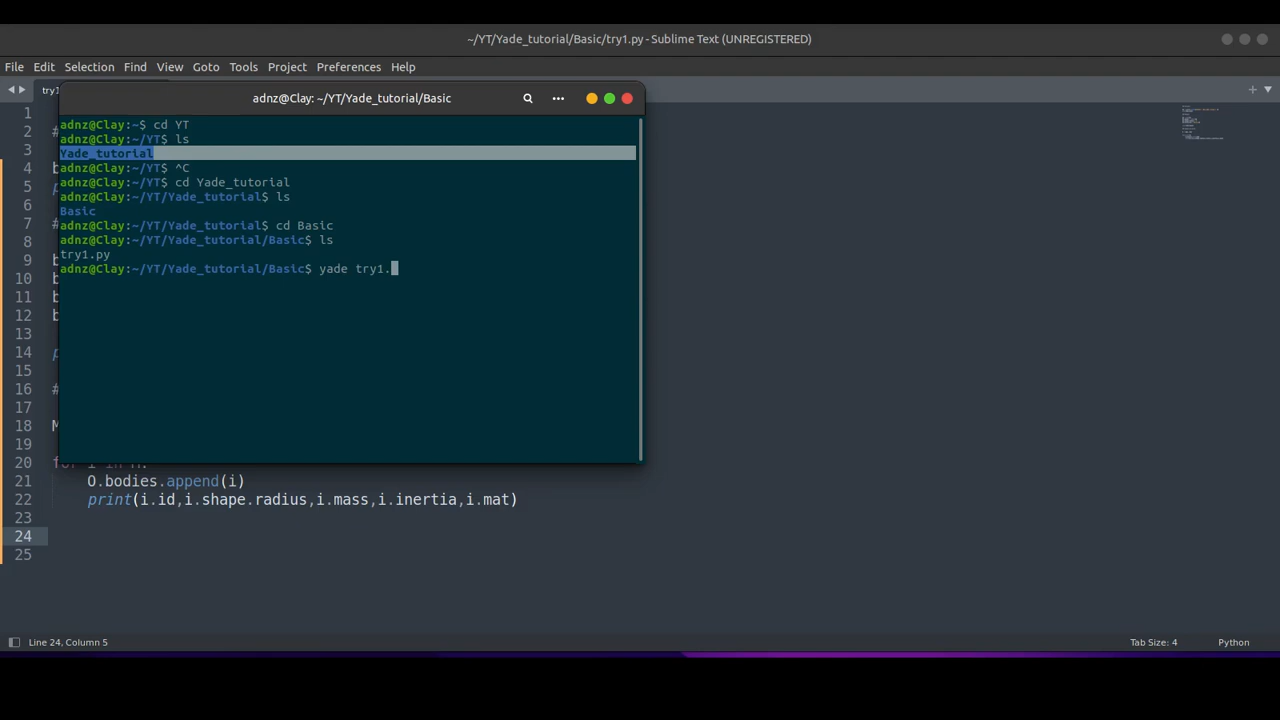 ~/YT/Yade_tutorial/Basic/try1.py - Sublime Text (UNREGISTERED)
File Edit Selection Find View Goto Tools Project Preferences Help
try1
adnz@Clay: ~/YT/Yade_tutorial/Basic
adnz@Clay:~$ cd YT
adnz@Clay:~/YT$ ls
Yade_tutorial
adnz@Clay:~/YT$ ^C
adnz@Clay:~/YT$ cd Yade_tutorial
adnz@Clay:~/YT/Yade_tutorial$ ls
Basic
adnz@Clay:~/YT/Yade_tutorial$ cd Basic
adnz@Clay:~/YT/Yade_tutorial/Basic$ ls
try1.py
adnz@Clay:~/YT/Yade_tutorial/Basic$ yade try1.
1
2 #
3
4 b
5 p
6
7 #
8
9 b
10 b
11 b
12 b
13
14 p
15
16 #
17
18 M
19
20 for i in M:
21 O.bodies.append(i)
22 print(i.id,i.shape.radius,i.mass,i.inertia,i.mat)
23
24
25
Line 24, Column 5
Tab Size: 4
Python